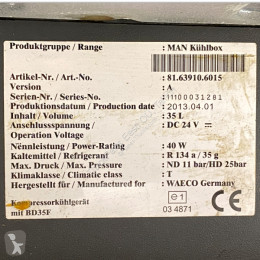 Produktgruppe / Range : MAN Kühlbox
Artikel-Nr. / Art.-No. : 81.63910.6015
Version : A
Serien-Nr. / Series-No. : 11100031281
Produktionsdatum / Production date : 2013.04.01
Inhalt / Volume : 35 L
Anschlussspannung / : DC 24 V
Operation Voltage
Nennleistung / Power-Rating : 40 W
Kältemittel / Refrigerant : R 134 a / 35 g
Max. Druck / Max. Pressure : ND 11 bar/HD 25bar
Klimaklasse / Climatic class : T
Hergestellt für / Manufactured for : WAECO Germany
Kompressorkühlgerät
mit BD35F
e1
03 4871
CE